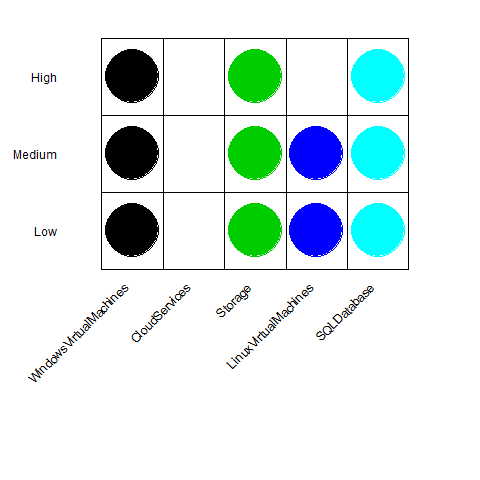 High
Medium
Low
WindowsVirtualMachines
CloudServices
Storage
LinuxVirtualMachines
SQLDatabase